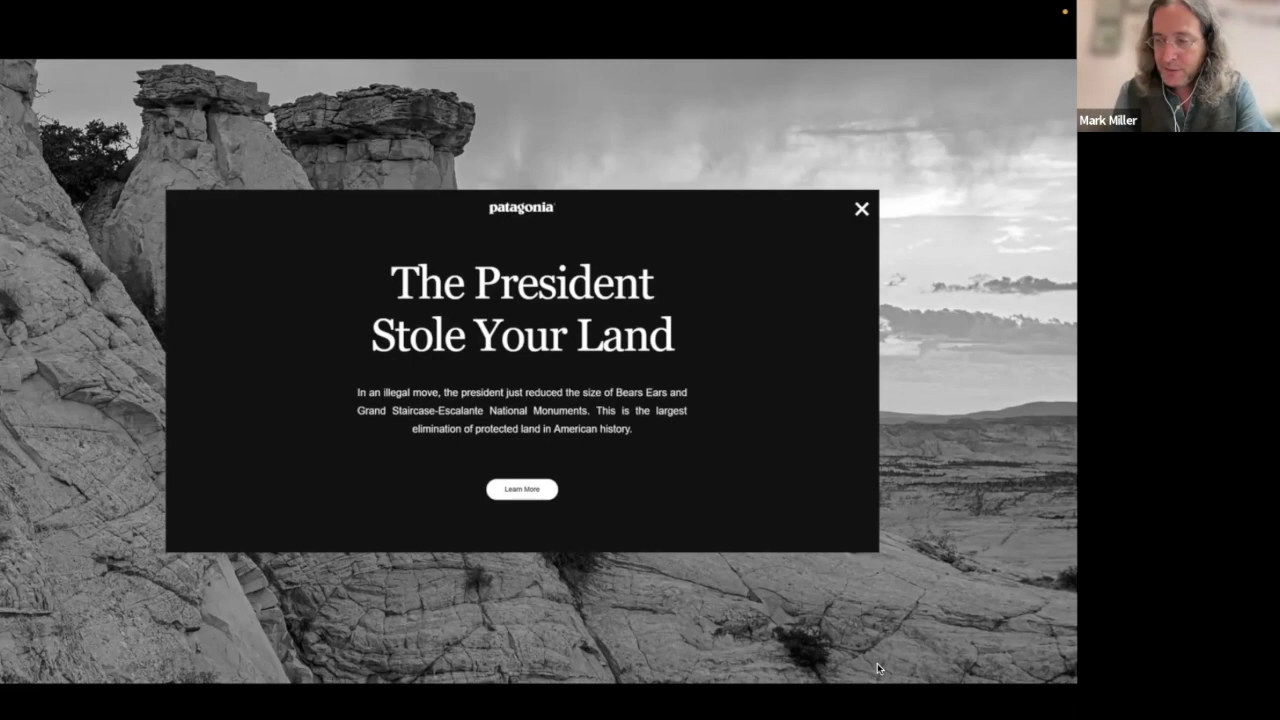 patagonia
The President
Stole Your Land
In an illegal move, the president just reduced the size of Bears Ears and
Grand Staircase-Escalante National Monuments. This is the largest
elimination of protected land in American history.
Learn More
Mark Miller